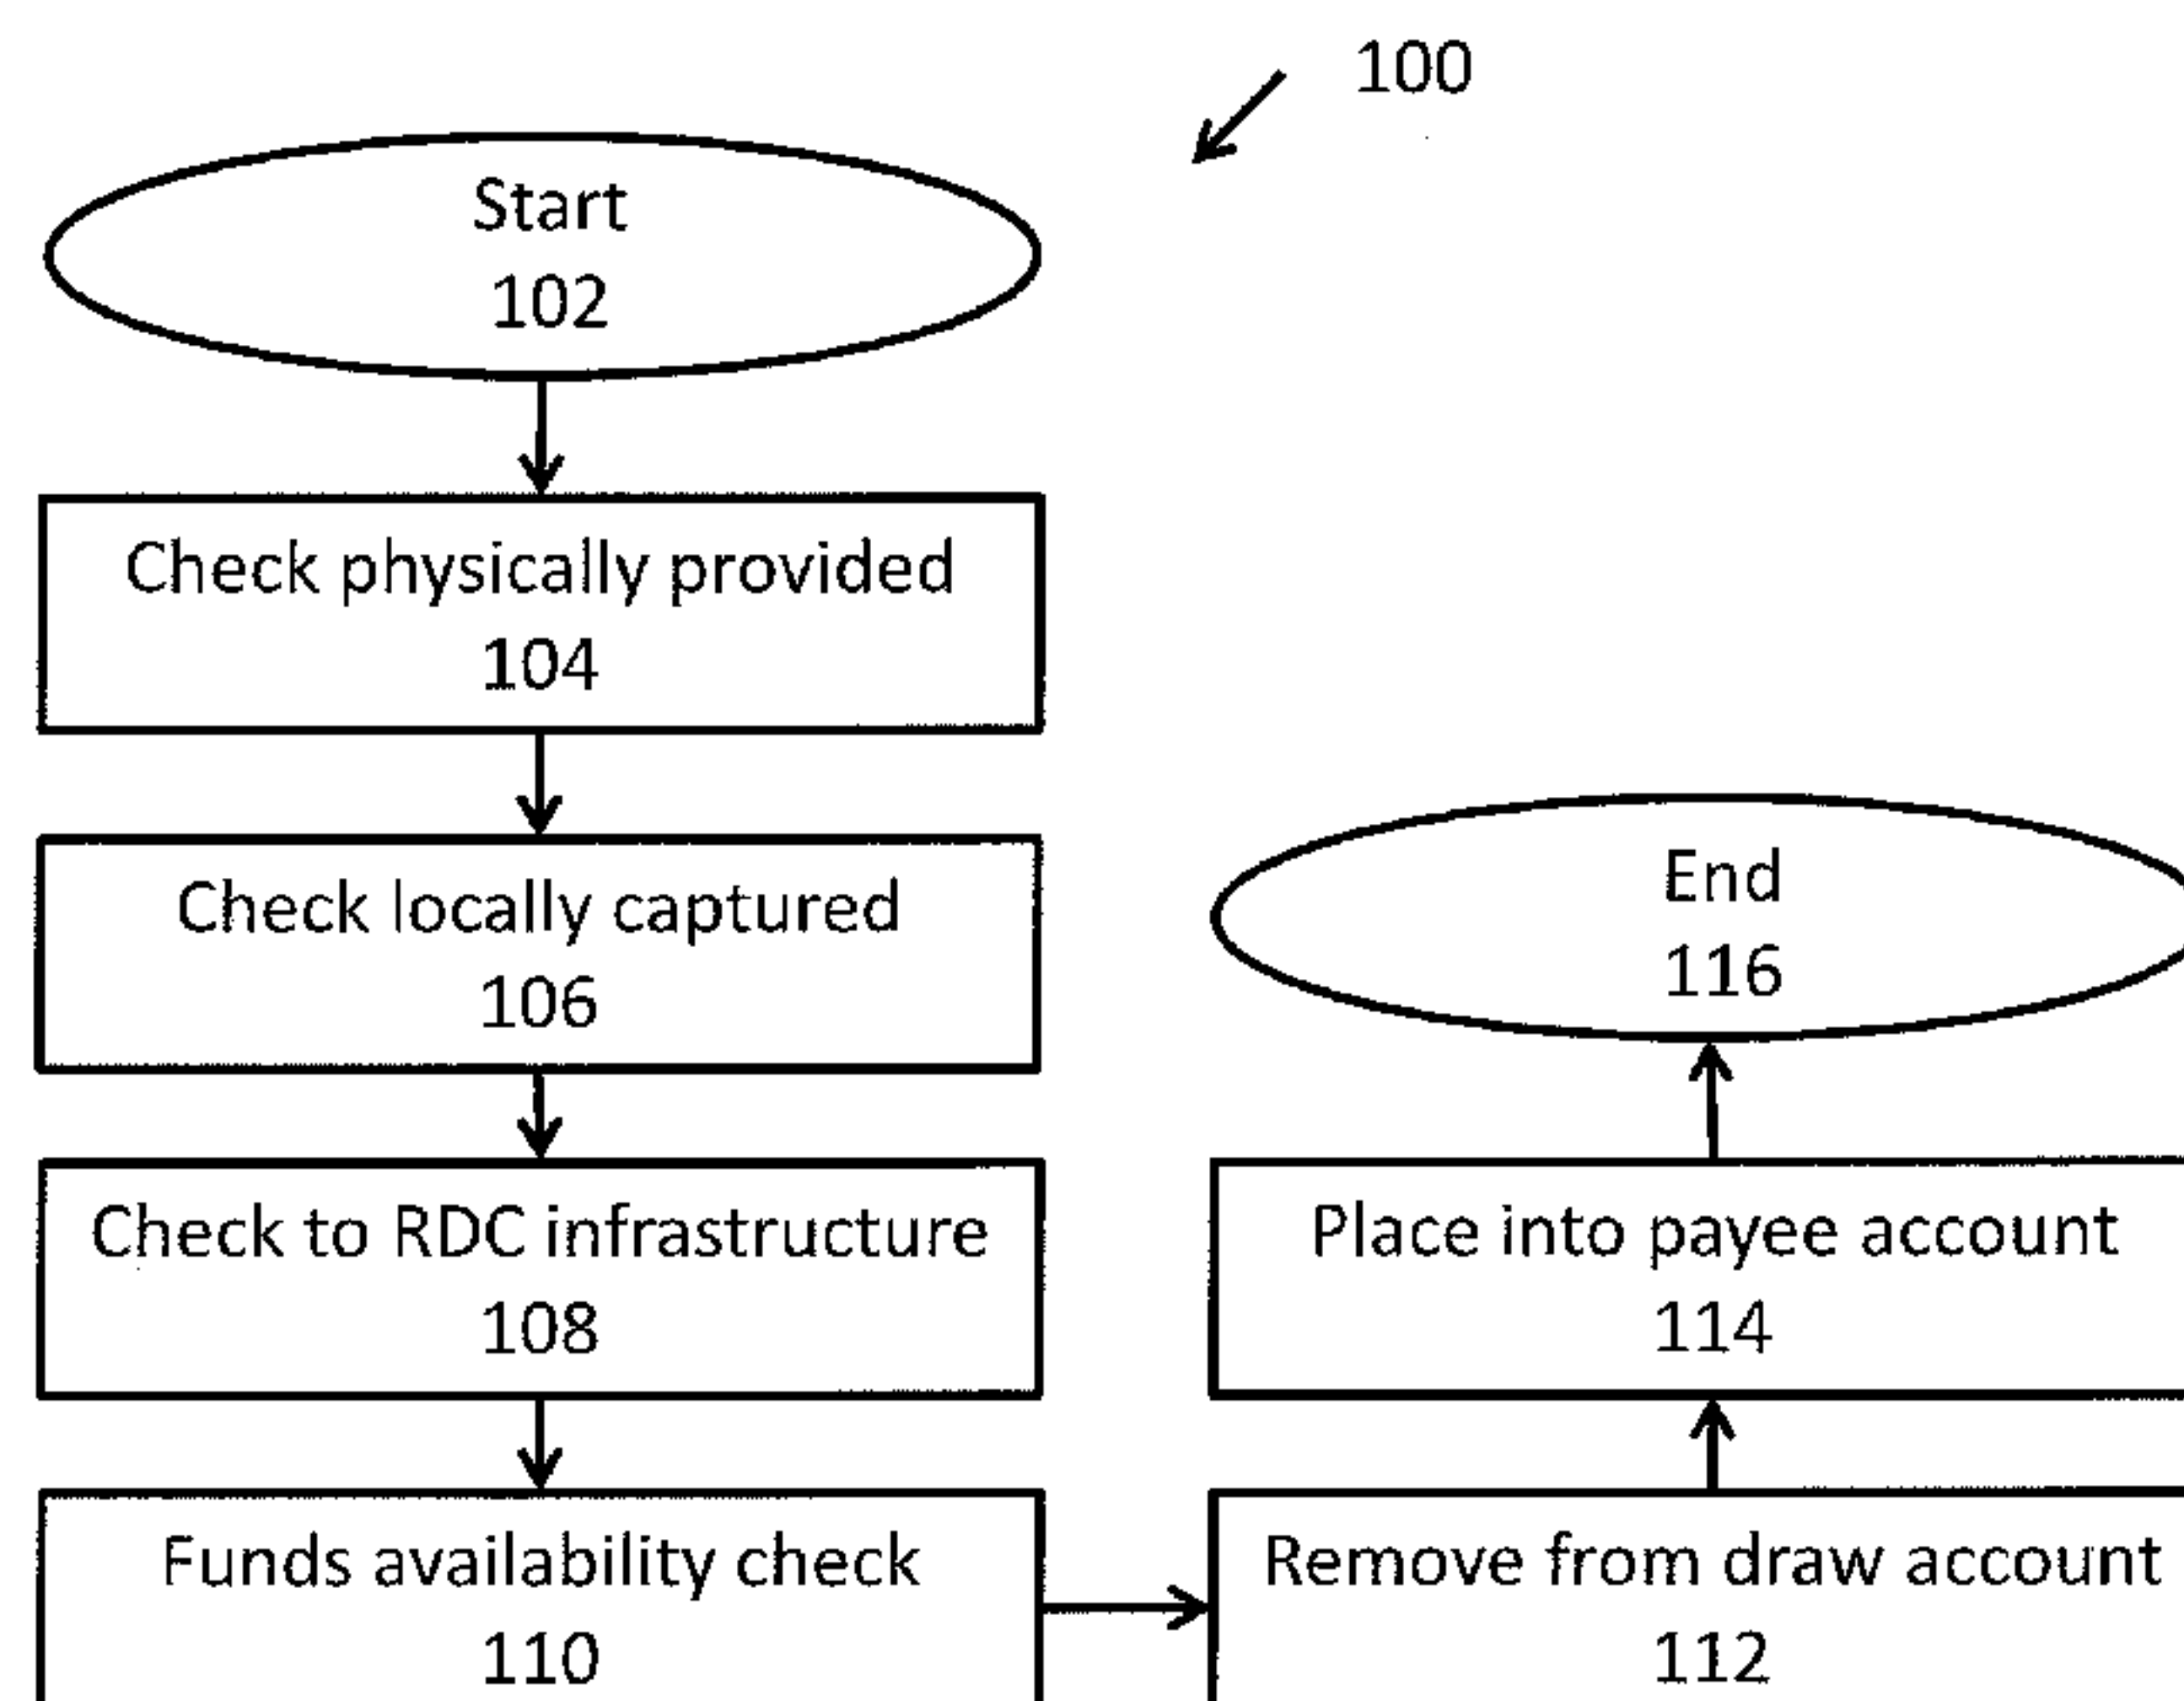 100
Start
102
Check physically provided
104
Check locally captured
106
Check to RDC infrastructure
108
Funds availability check
110
Remove from draw account
112
Place into payee account
114
End
116